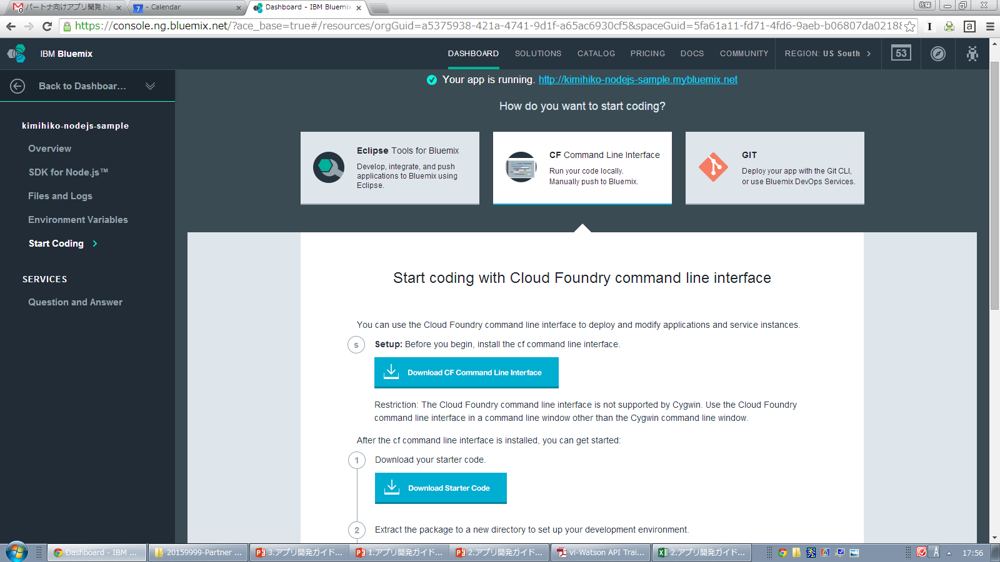 パートナ向けアプリ開発ト
7 - Calendar
Dashboard - IBM Bluemix
佐藤
https://console.ng.bluemix.net/?ace_base=true#/resources/orgGuid=a5375938-421a-4741-9d1f-a65ac6930cf5&spaceGuid=5fa61a11-fd71-4fd6-9aeb-b06807da0218
IBM Bluemix
DASHBOARD
SOLUTIONS
CATALOG
PRICING
DOCS
COMMUNITY
REGION: US South
53
Back to Dashboar...
Your app is running. http://kimihiko-nodejs-sample.mybluemix.net
How do you want to start coding?
kimihiko-nodejs-sample
Overview
SDK for Node.js™
Files and Logs
Environment Variables
Start Coding
SERVICES
Question and Answer
Eclipse Tools for Bluemix
Develop, integrate, and push
applications to Bluemix using
Eclipse.
CF Command Line Interface
Run your code locally.
Manually push to Bluemix.
GIT
Deploy your app with the Git CLI,
or use Bluemix DevOps Services.
Start coding with Cloud Foundry command line interface
You can use the Cloud Foundry command line interface to deploy and modify applications and service instances.
s
Setup: Before you begin, install the cf command line interface.
Download CF Command Line Interface
Restriction: The Cloud Foundry command line interface is not supported by Cygwin. Use the Cloud Foundry
command line interface in a command line window other than the Cygwin command line window.
After the cf command line interface is installed, you can get started:
1
Download your starter code.
Download Starter Code
2
Extract the package to a new directory to set up your development environment.
Dashboard - IBM ...
20159999-Partner ...
3.アプリ開発ガイド...
1.アプリ開発ガイド...
2.アプリ開発ガイド...
vi-Watson API Trai...
2.アプリ開発ガイド...
A
17:56